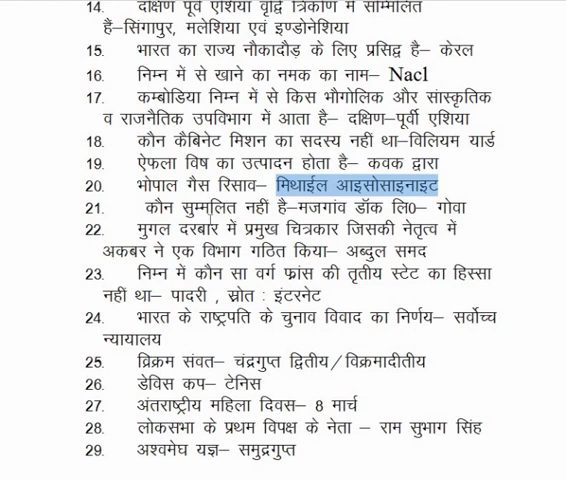 14. दक्षिण पूर्व एशिया वृद्वि त्रिकोण में सम्मिलित
हैं–सिंगापुर, मलेशिया एवं इण्डोनेशिया
15. भारत का राज्य नौकादौड़ के लिए प्रसिद्व है– केरल
16. निम्न में से खाने का नमक का नाम– Nacl
17. कम्बोडिया निम्न में से किस भौगोलिक और सांस्कृतिक
व राजनैतिक उपविभाग में आता है– दक्षिण–पूर्वी एशिया
18. कौन कैबिनेट मिशन का सदस्य नहीं था–विलियम यार्ड
19. ऐफला विष का उत्पादन होता है– कवक द्वारा
20. भोपाल गैस रिसाव– मिथाईल आइसोसाइनाइट
21. कौन सुम्मलित नहीं है–मजगांव डॉक लि0– गोवा
22. मुगल दरबार में प्रमुख चित्रकार जिसकी नेतृत्व में
अकबर ने एक विभाग गठित किया– अब्दुल समद
23. निम्न में कौन सा वर्ग फ्रांस की तृतीय स्टेट का हिस्सा
नहीं था– पादरी , स्रोत : इंटरनेट
24. भारत के राष्ट्रपति के चुनाव विवाद का निर्णय– सर्वोच्च
न्यायालय
25. व्रिक्रम संवत– चंद्रगुप्त द्वितीय/विक्रमादीतीय
26. डेविस कप– टेनिस
27. अंतराष्ट्रीय महिला दिवस– 8 मार्च
28. लोकसभा के प्रथम विपक्ष के नेता – राम सुभाग सिंह
29. अश्वमेघ यज्ञ– समुद्रगुप्त